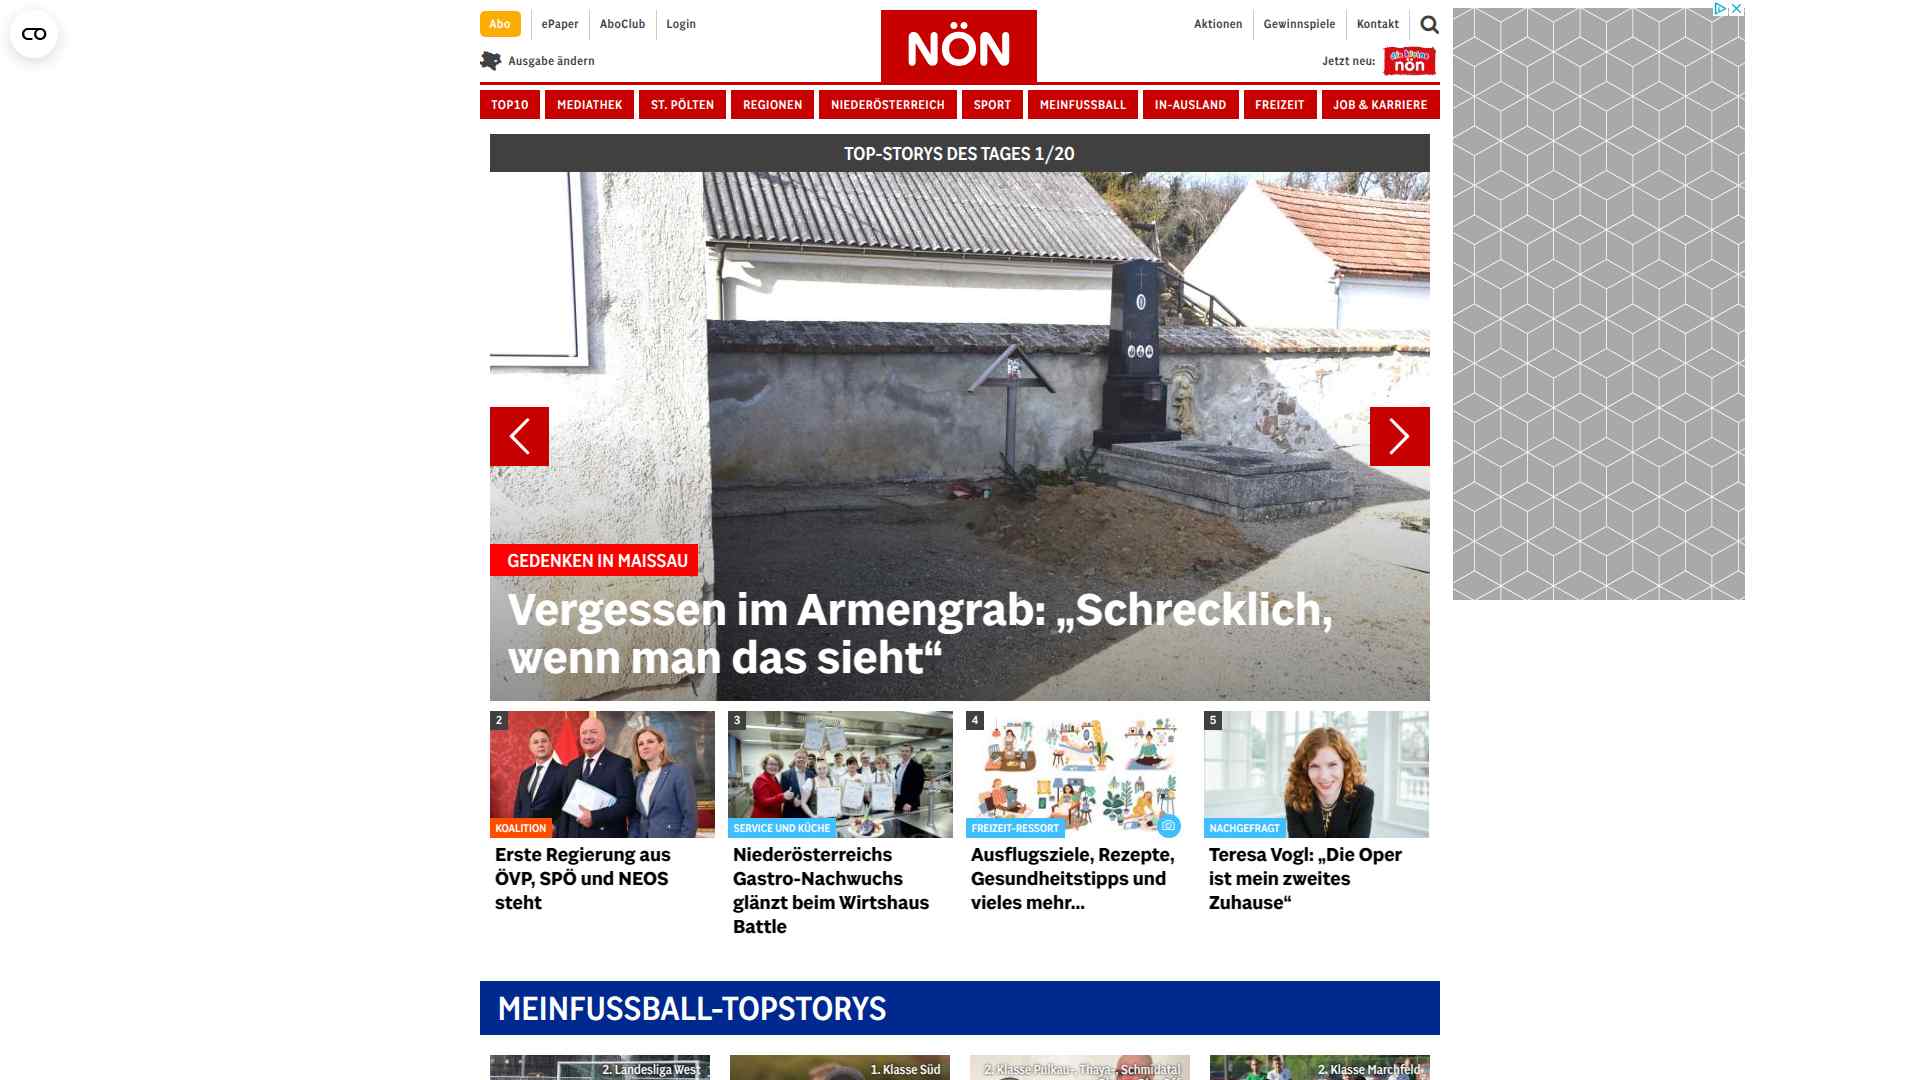 Abo
ePaper
AboClub
Login
Aktionen
Gewinnspiele
Kontakt
Ausgabe ändern
NÖN
Jetzt neu:
die kleine
nön
TOP10
MEDIATHEK
ST. PÖLTEN
REGIONEN
NIEDERÖSTERREICH
SPORT
MEINFUSSBALL
IN-AUSLAND
FREIZEIT
JOB & KARRIERE
TOP-STORYS DES TAGES 1/20
GEDENKEN IN MAISSAU
Vergessen im Armengrab: „Schrecklich,
wenn man das sieht“
2
KOALITION
Erste Regierung aus
ÖVP, SPÖ und NEOS
steht
3
SERVICE UND KÜCHE
Niederösterreichs
Gastro-Nachwuchs
glänzt beim Wirtshaus
Battle
4
FREIZEIT-RESSORT
Ausflugsziele, Rezepte,
Gesundheitstipps und
vieles mehr...
5
NACHGEFRAGT
Teresa Vogl: „Die Oper
ist mein zweites
Zuhause“
MEINFUSSBALL-TOPSTORYS
2. Landesliga West
1. Klasse Süd
2. Klasse Pulkau-, Thaya-, Schmidatal
2. Klasse Marchfeld